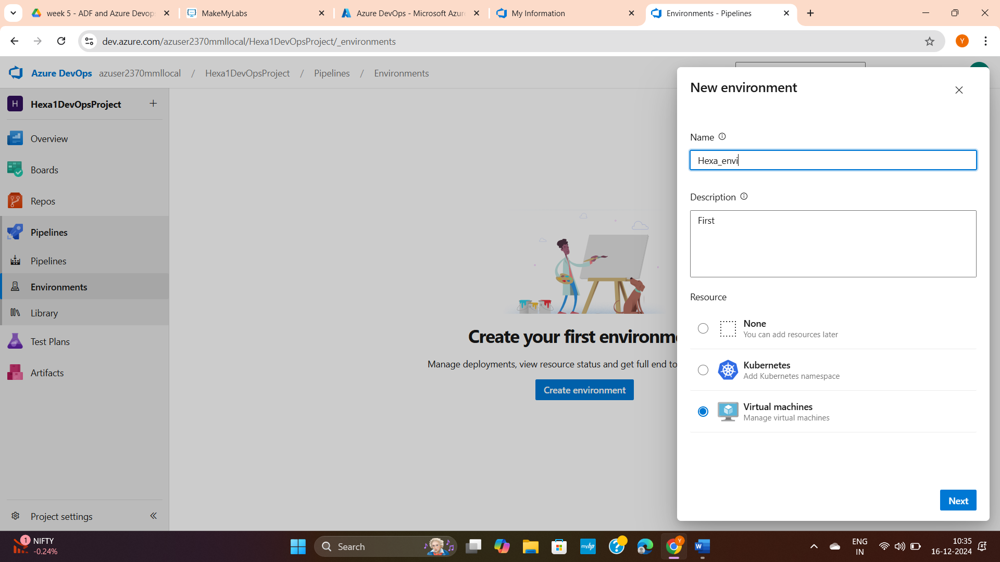 week 5 - ADF and Azure Devop
MakeMyLabs
Azure DevOps - Microsoft Azure
My Information
Environments - Pipelines
dev.azure.com/azuser2370mmllocal/Hexa1DevOpsProject/_environments
Y
Azure DevOps azuser2370mmllocal / Hexa1DevOpsProject / Pipelines / Environments
H Hexa1DevOpsProject
Overview
Boards
Repos
Pipelines
Pipelines
Environments
Library
Test Plans
Artifacts
Project settings
Create your first environm
Manage deployments, view resource status and get full end to
Create environment
New environment
Name
Hexa_envi
Description
First
Resource
None
You can add resources later
Kubernetes
Add Kubernetes namespace
Virtual machines
Manage virtual machines
Next
1
NIFTY
-0.24%
Search
myhp
Y
W
ENG
IN
10:35
16-12-2024